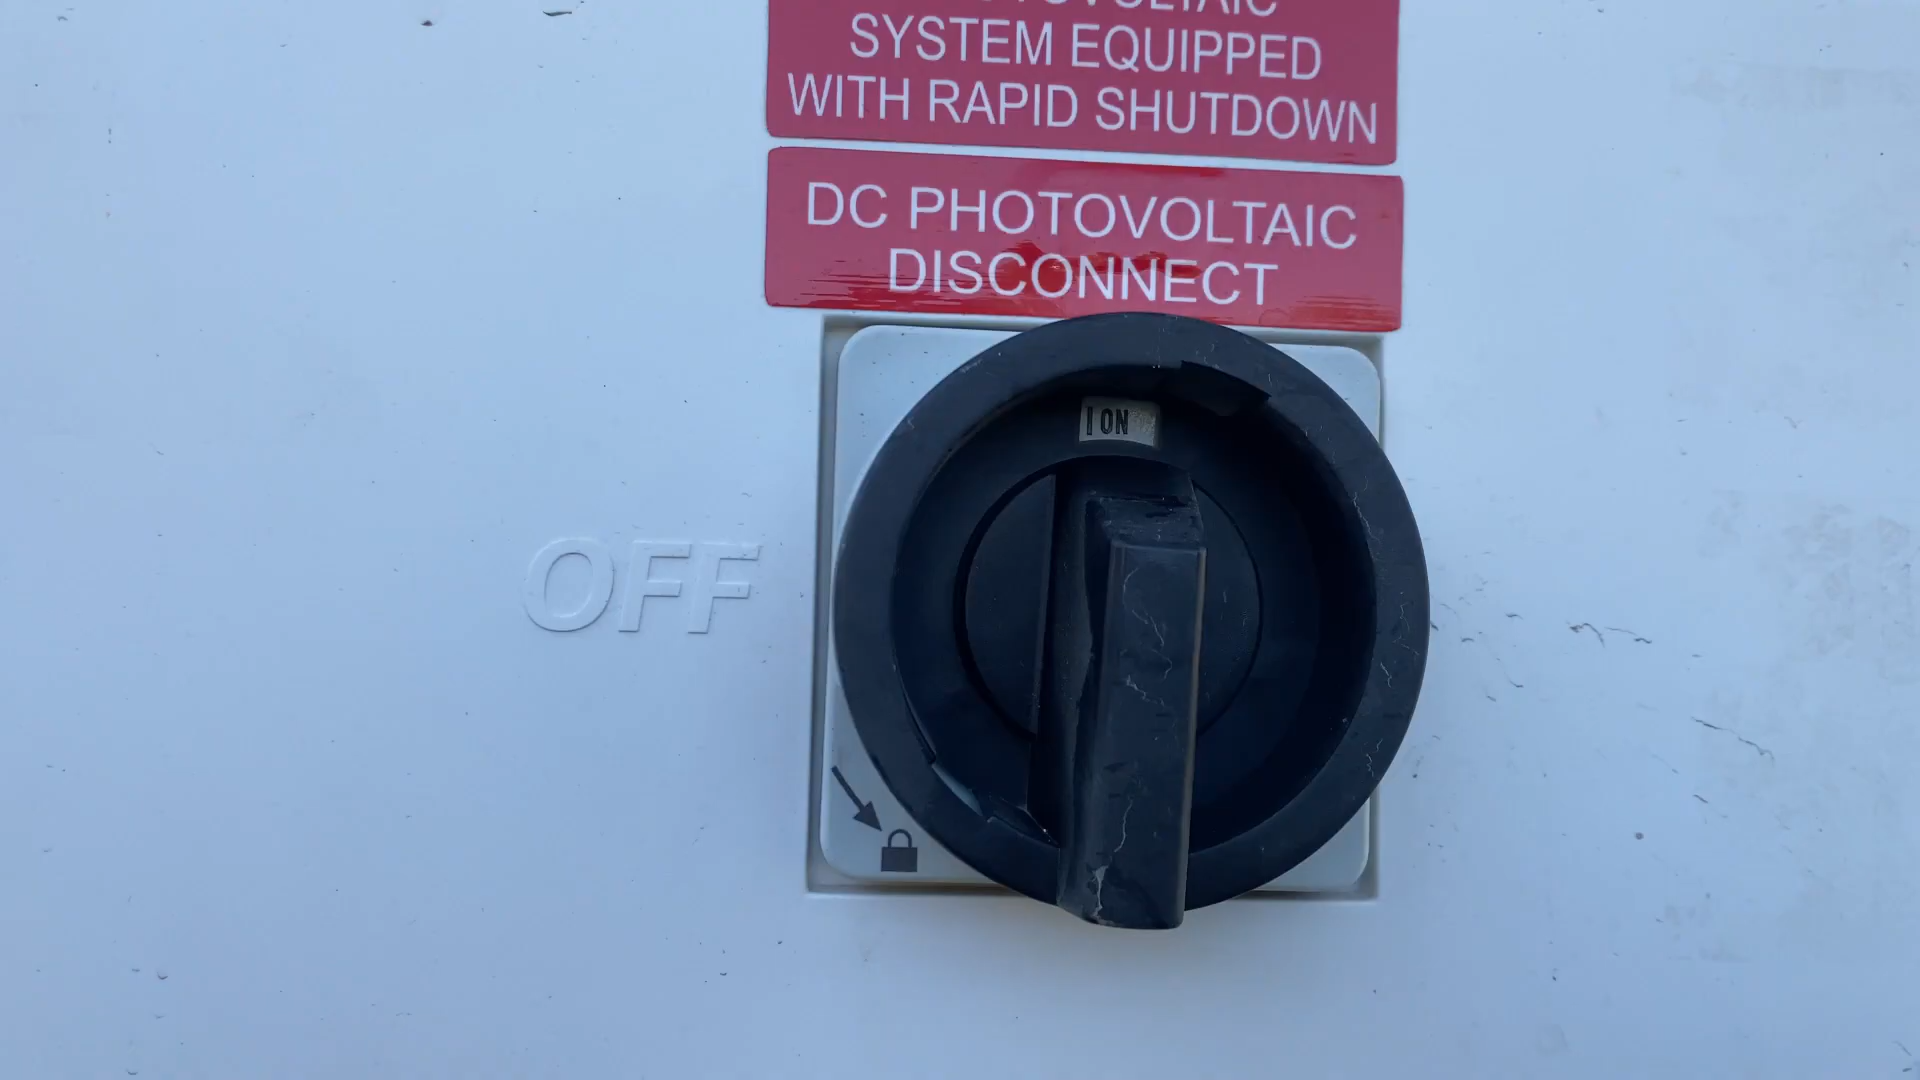 SYSTEM EQUIPPED
WITH RAPID SHUTDOWN
DC PHOTOVOLTAIC
DISCONNECT
I ON
OFF